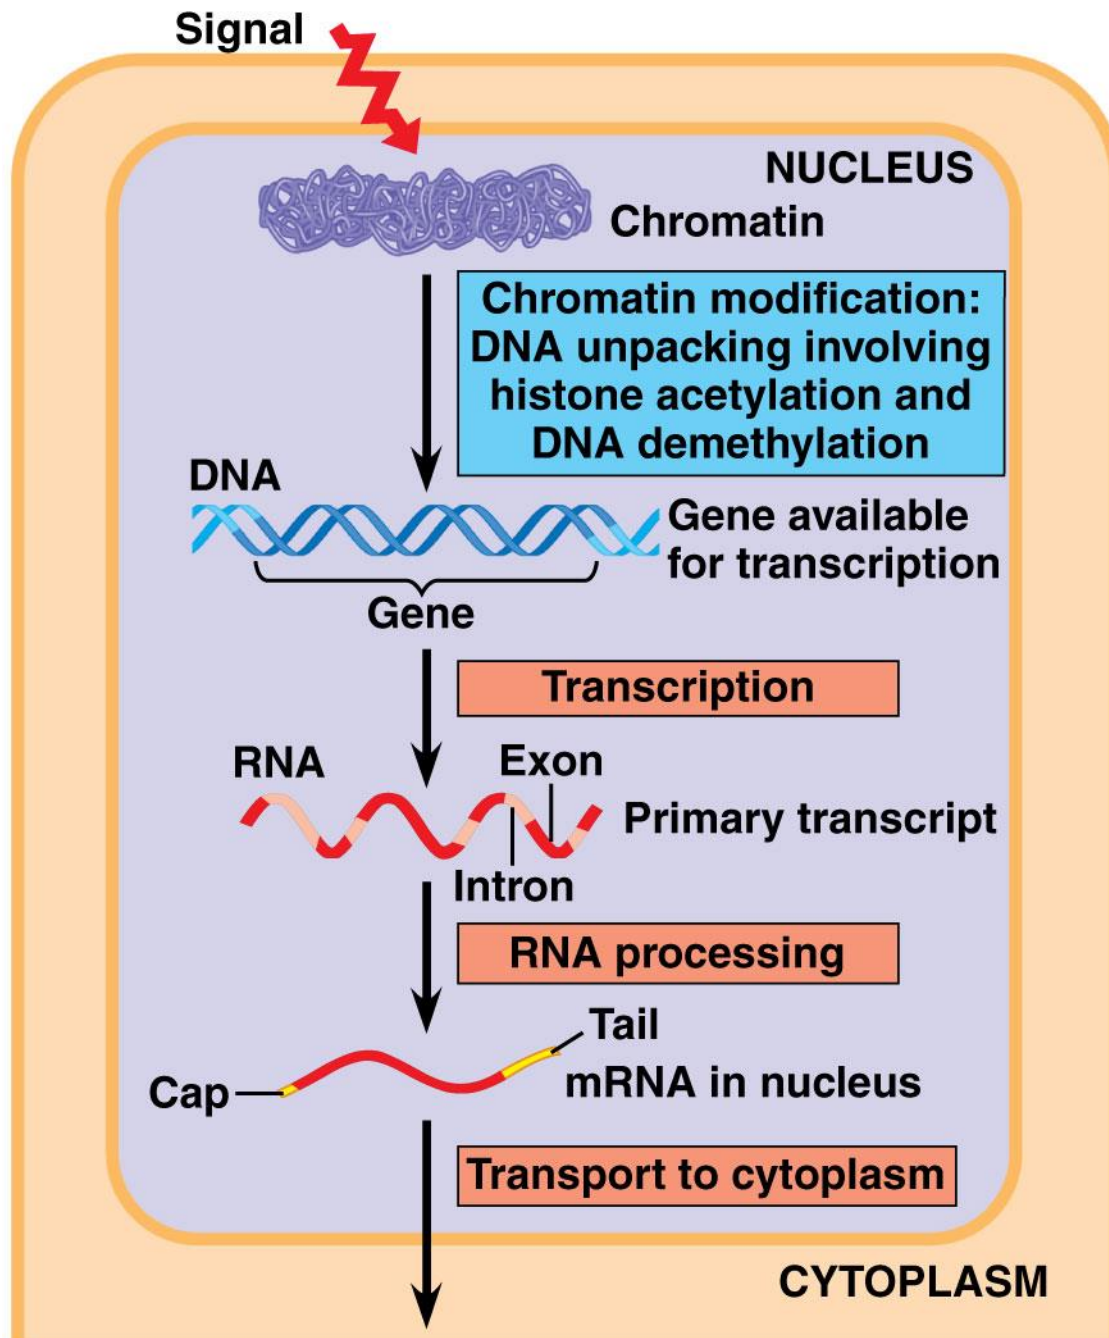 Signal
NUCLEUS
Chromatin
Chromatin modification:
DNA unpacking involving
histone acetylation and
DNA demethylation
DNA
Gene available
for transcription
Gene
Transcription
RNA
Exon
Primary transcript
Intron
RNA processing
Tail
mRNA in nucleus
Cap
Transport to cytoplasm
CYTOPLASM